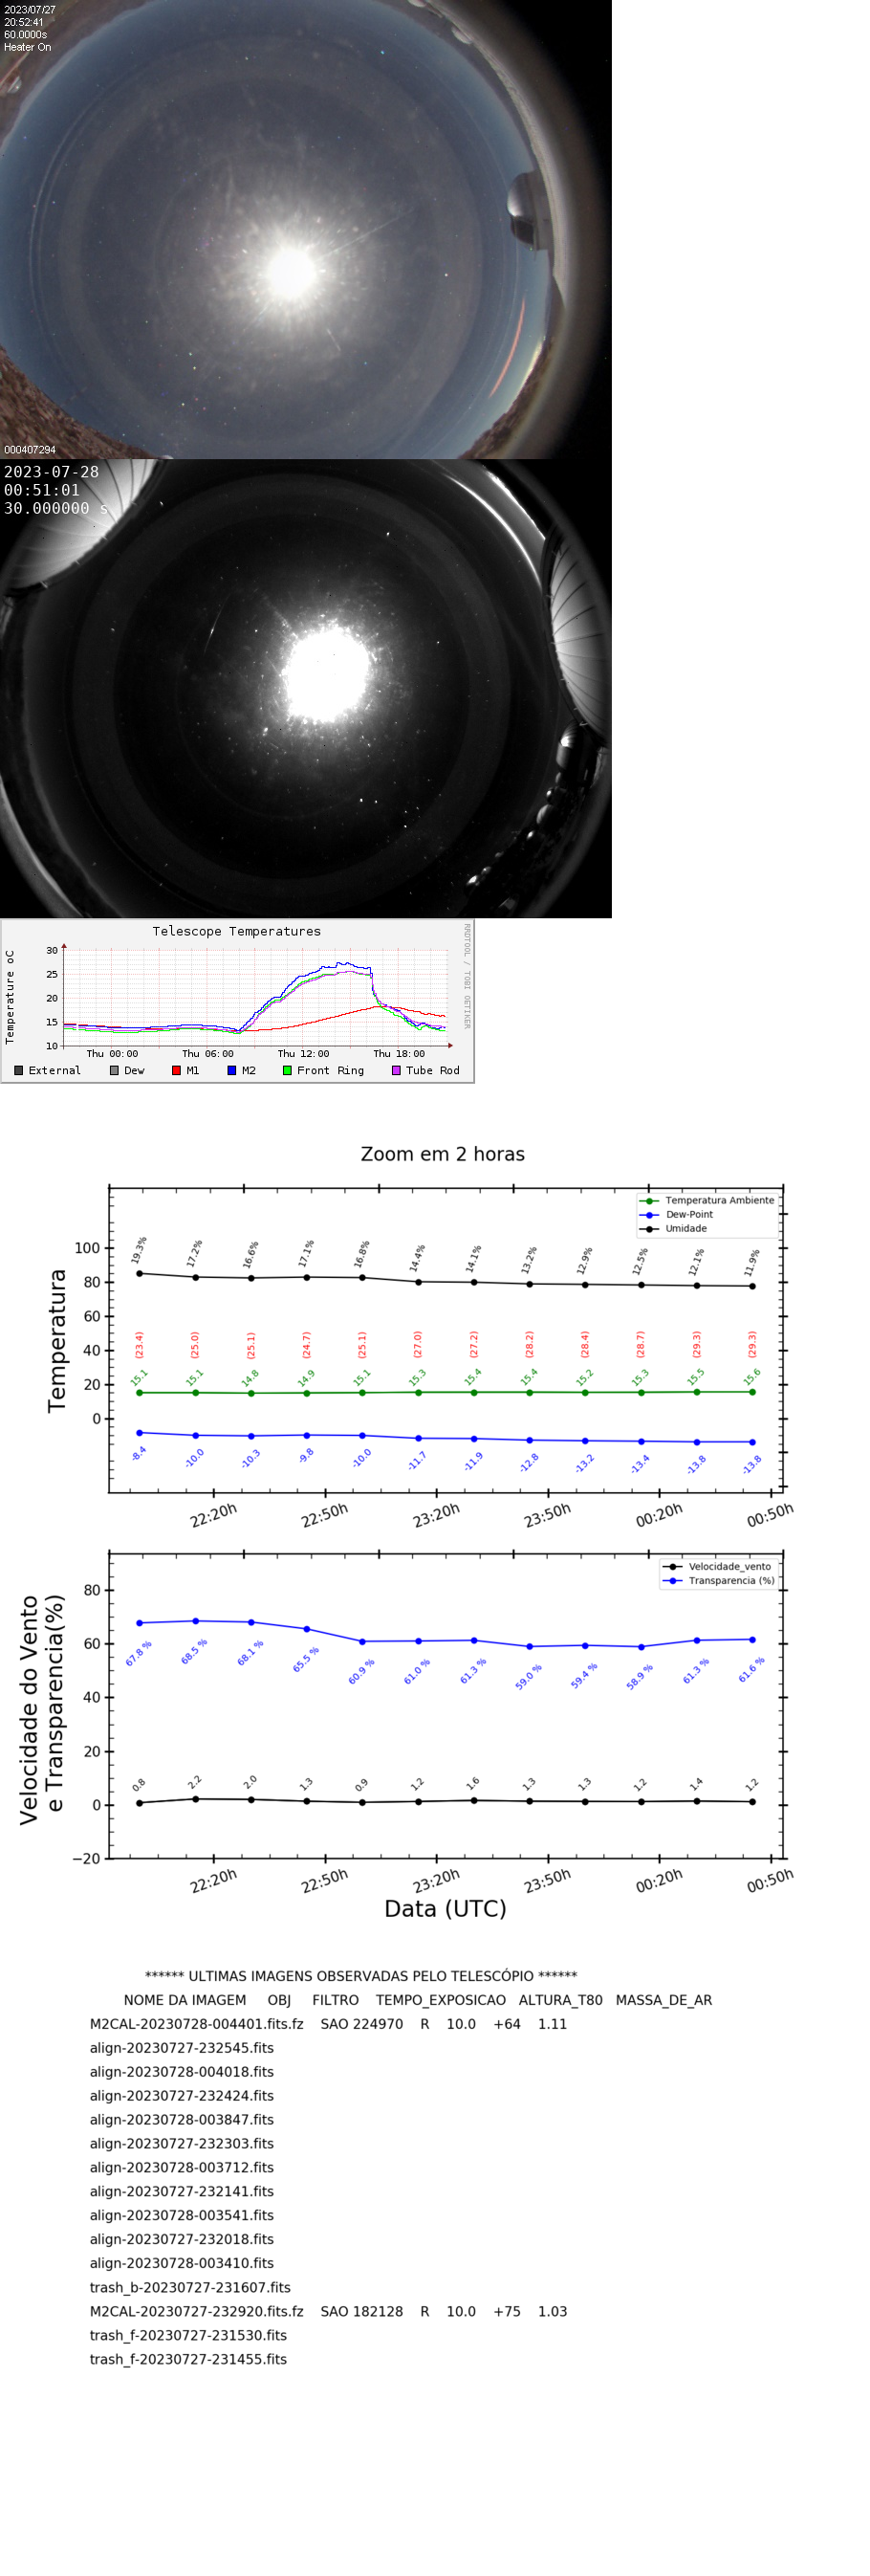 2023/07/27
20:52:41
60.0000s
Heater On
000407294
2023-07-28
00:51:01
30.000000 s
Telescope Temperatures
RRDTOOL / TOBI OETIKER
Temperature oC
30
25
20
15
10
Thu 00:00 Thu 06:00 Thu 12:00 Thu 18:00
External Dew M1 M2 Front Ring Tube Rod
Zoom em 2 horas
Temperatura Ambiente
Dew-Point
Umidade
Temperatura
100
80
60
40
20
0
19.3% 17.2% 16.6% 17.1% 16.8% 14.4% 14.1% 13.2% 12.9% 12.5% 12.1% 11.9%
(23.4) (25.0) (25.1) (24.7) (25.1) (27.0) (27.2) (28.2) (28.4) (28.7) (29.3) (29.3)
15.1 15.1 14.8 14.9 15.1 15.3 15.4 15.4 15.2 15.3 15.5 15.6
-8.4 -10.0 -10.3 -9.8 -10.0 -11.7 -11.9 -12.8 -13.2 -13.4 -13.8 -13.8
22:20h 22:50h 23:20h 23:50h 00:20h 00:50h
Velocidade_vento
Transparencia (%)
Velocidade do Vento
e Transparencia(%)
80
60
40
20
0
−20
67.8 % 68.5 % 68.1 % 65.5 % 60.9 % 61.0 % 61.3 % 59.0 % 59.4 % 58.9 % 61.3 % 61.6 %
0.8 2.2 2.0 1.3 0.9 1.2 1.6 1.3 1.3 1.2 1.4 1.2
22:20h 22:50h 23:20h 23:50h 00:20h 00:50h
Data (UTC)
****** ULTIMAS IMAGENS OBSERVADAS PELO TELESCÓPIO ******
NOME DA IMAGEM OBJ FILTRO TEMPO_EXPOSICAO ALTURA_T80 MASSA_DE_AR
M2CAL-20230728-004401.fits.fz SAO 224970 R 10.0 +64 1.11
align-20230727-232545.fits
align-20230728-004018.fits
align-20230727-232424.fits
align-20230728-003847.fits
align-20230727-232303.fits
align-20230728-003712.fits
align-20230727-232141.fits
align-20230728-003541.fits
align-20230727-232018.fits
align-20230728-003410.fits
trash_b-20230727-231607.fits
M2CAL-20230727-232920.fits.fz SAO 182128 R 10.0 +75 1.03
trash_f-20230727-231530.fits
trash_f-20230727-231455.fits